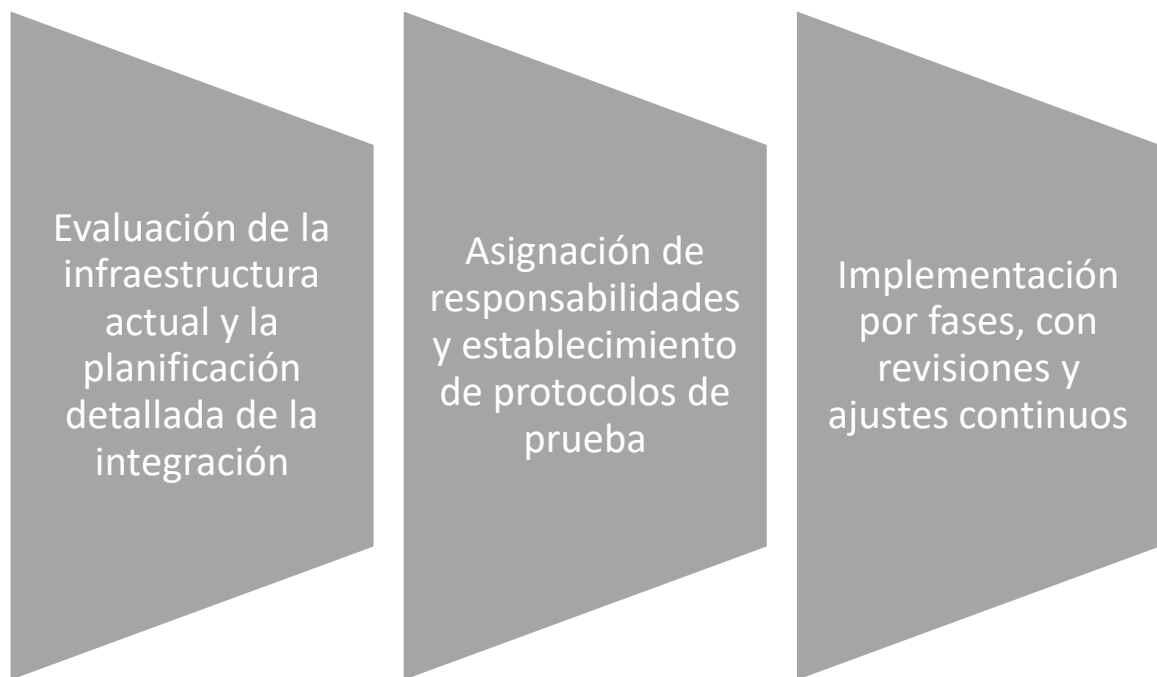 Evaluación de la
infraestructura
actual y la
planificación
detallada de la
integración
Asignación de
responsabilidades
y establecimiento
de protocolos de
prueba
Implementación
por fases, con
revisiones y
ajustes continuos